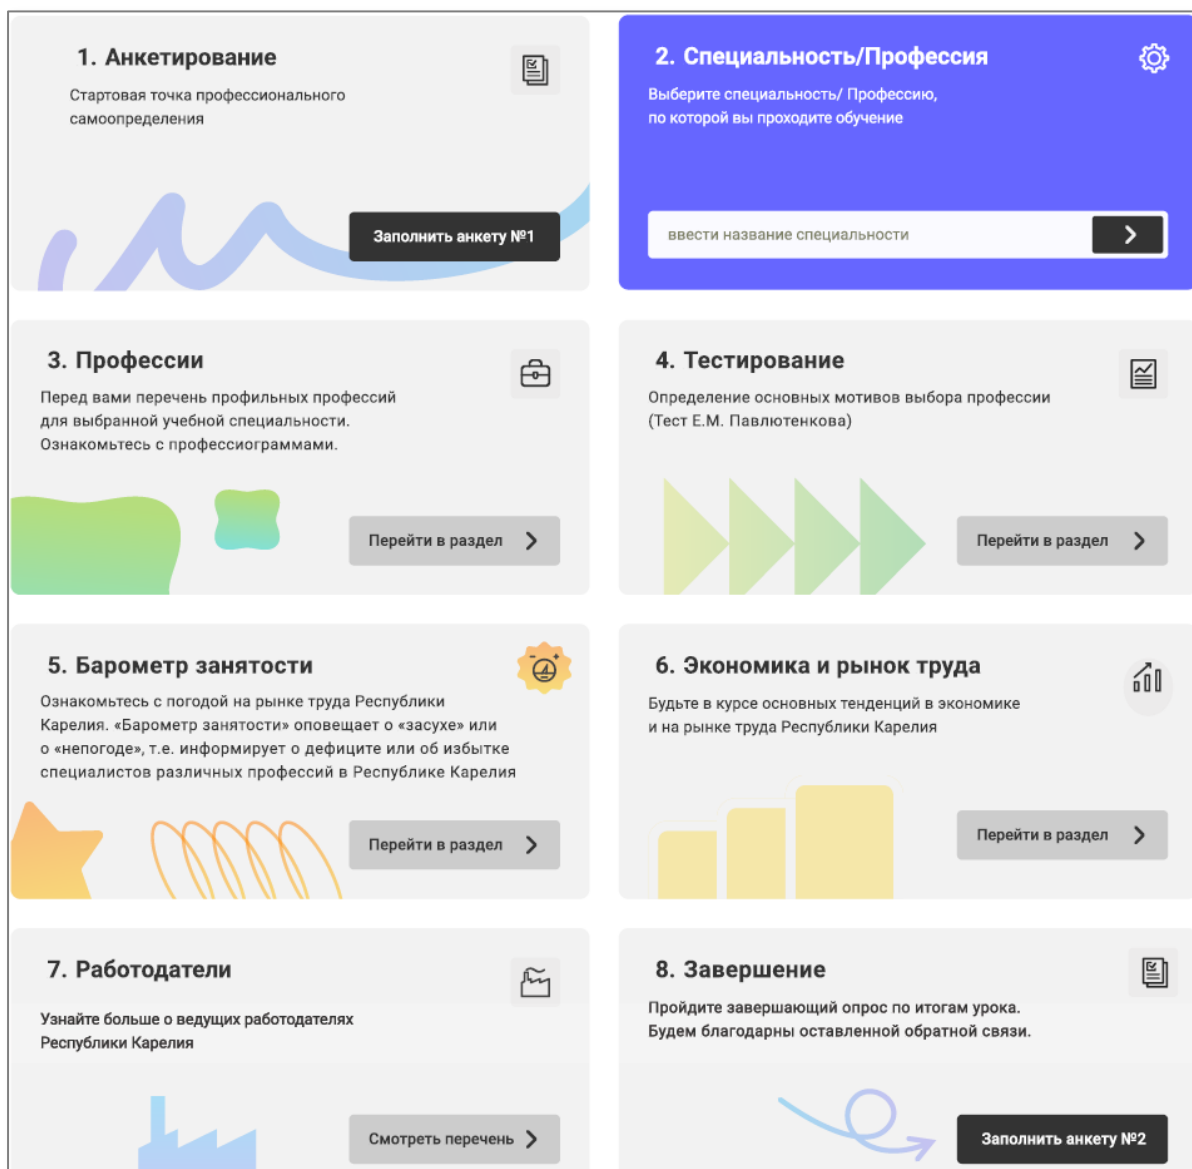 1. Анкетирование
Стартовая точка профессионального
самоопределения
Заполнить анкету №1
2. Специальность/Профессия
Выберите специальность/ Профессию,
по которой вы проходите обучение
ввести название специальности
3. Профессии
Перед вами перечень профильных профессий
для выбранной учебной специальности.
Ознакомьтесь с профессиограммами.
Перейти в раздел
4. Тестирование
Определение основных мотивов выбора профессии
(Тест Е.М. Павлютенкова)
Перейти в раздел
5. Барометр занятости
Ознакомьтесь с погодой на рынке труда Республики
Карелия. «Барометр занятости» оповещает о «засухе» или
о «непогоде», т.е. информирует о дефиците или об избытке
специалистов различных профессий в Республике Карелия
Перейти в раздел
6. Экономика и рынок труда
Будьте в курсе основных тенденций в экономике
и на рынке труда Республики Карелия
Перейти в раздел
7. Работодатели
Узнайте больше о ведущих работодателях
Республики Карелия
Смотреть перечень
8. Завершение
Пройдите завершающий опрос по итогам урока.
Будем благодарны оставленной обратной связи.
Заполнить анкету №2